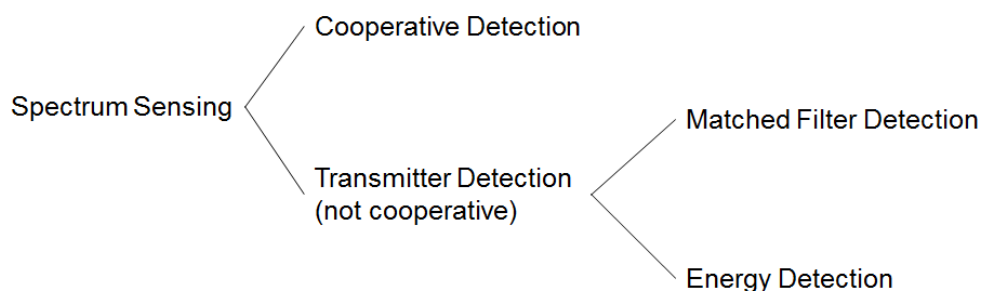 Cooperative Detection
Spectrum Sensing
Matched Filter Detection
Transmitter Detection
(not cooperative)
Energy Detection